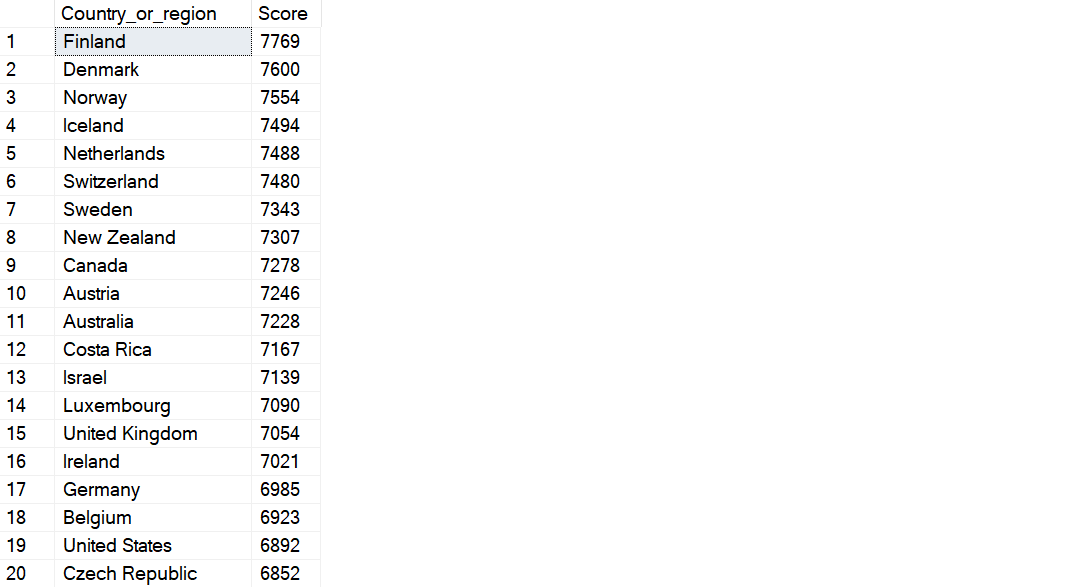 Country_or_region Score
1 Finland 7769
2 Denmark 7600
3 Norway 7554
4 Iceland 7494
5 Netherlands 7488
6 Switzerland 7480
7 Sweden 7343
8 New Zealand 7307
9 Canada 7278
10 Austria 7246
11 Australia 7228
12 Costa Rica 7167
13 Israel 7139
14 Luxembourg 7090
15 United Kingdom 7054
16 Ireland 7021
17 Germany 6985
18 Belgium 6923
19 United States 6892
20 Czech Republic 6852